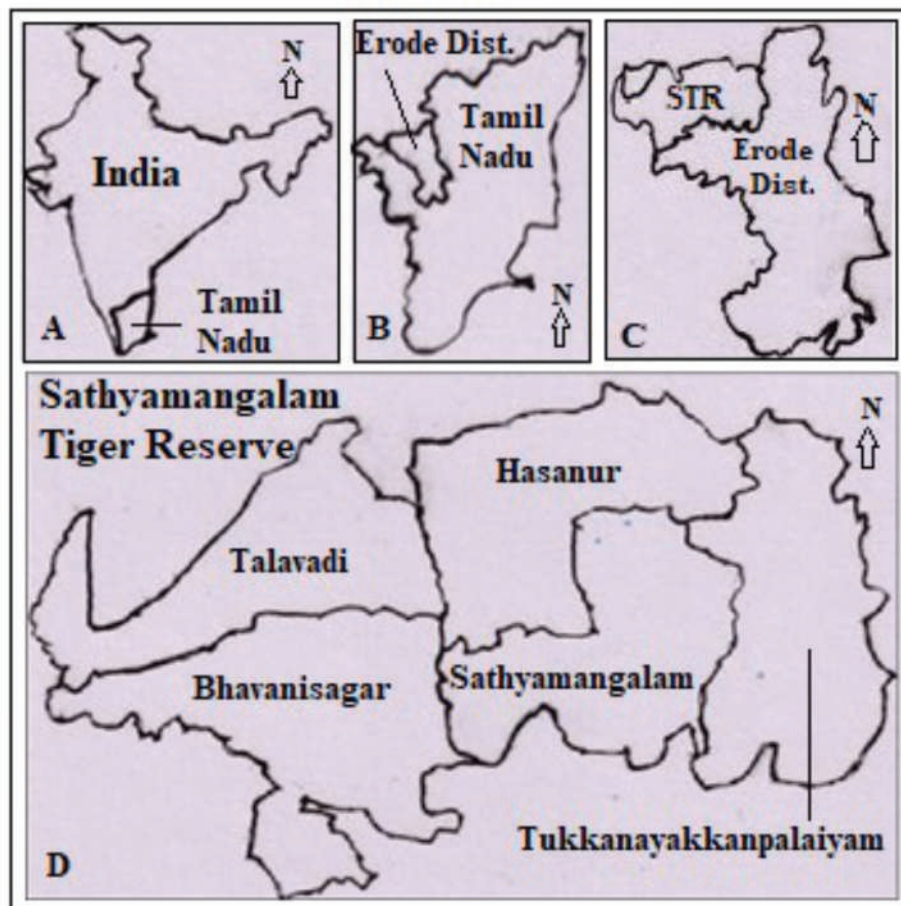 N
India
Tamil
Nadu
A
Erode Dist.
Tamil
Nadu
N
B
STR
N
Erode
Dist.
C
Sathyamangalam
Tiger Reserve
N
Hasanur
Talavadi
Bhavanisagar
Sathyamangalam
Tukkanayakkanpalaiyam
D